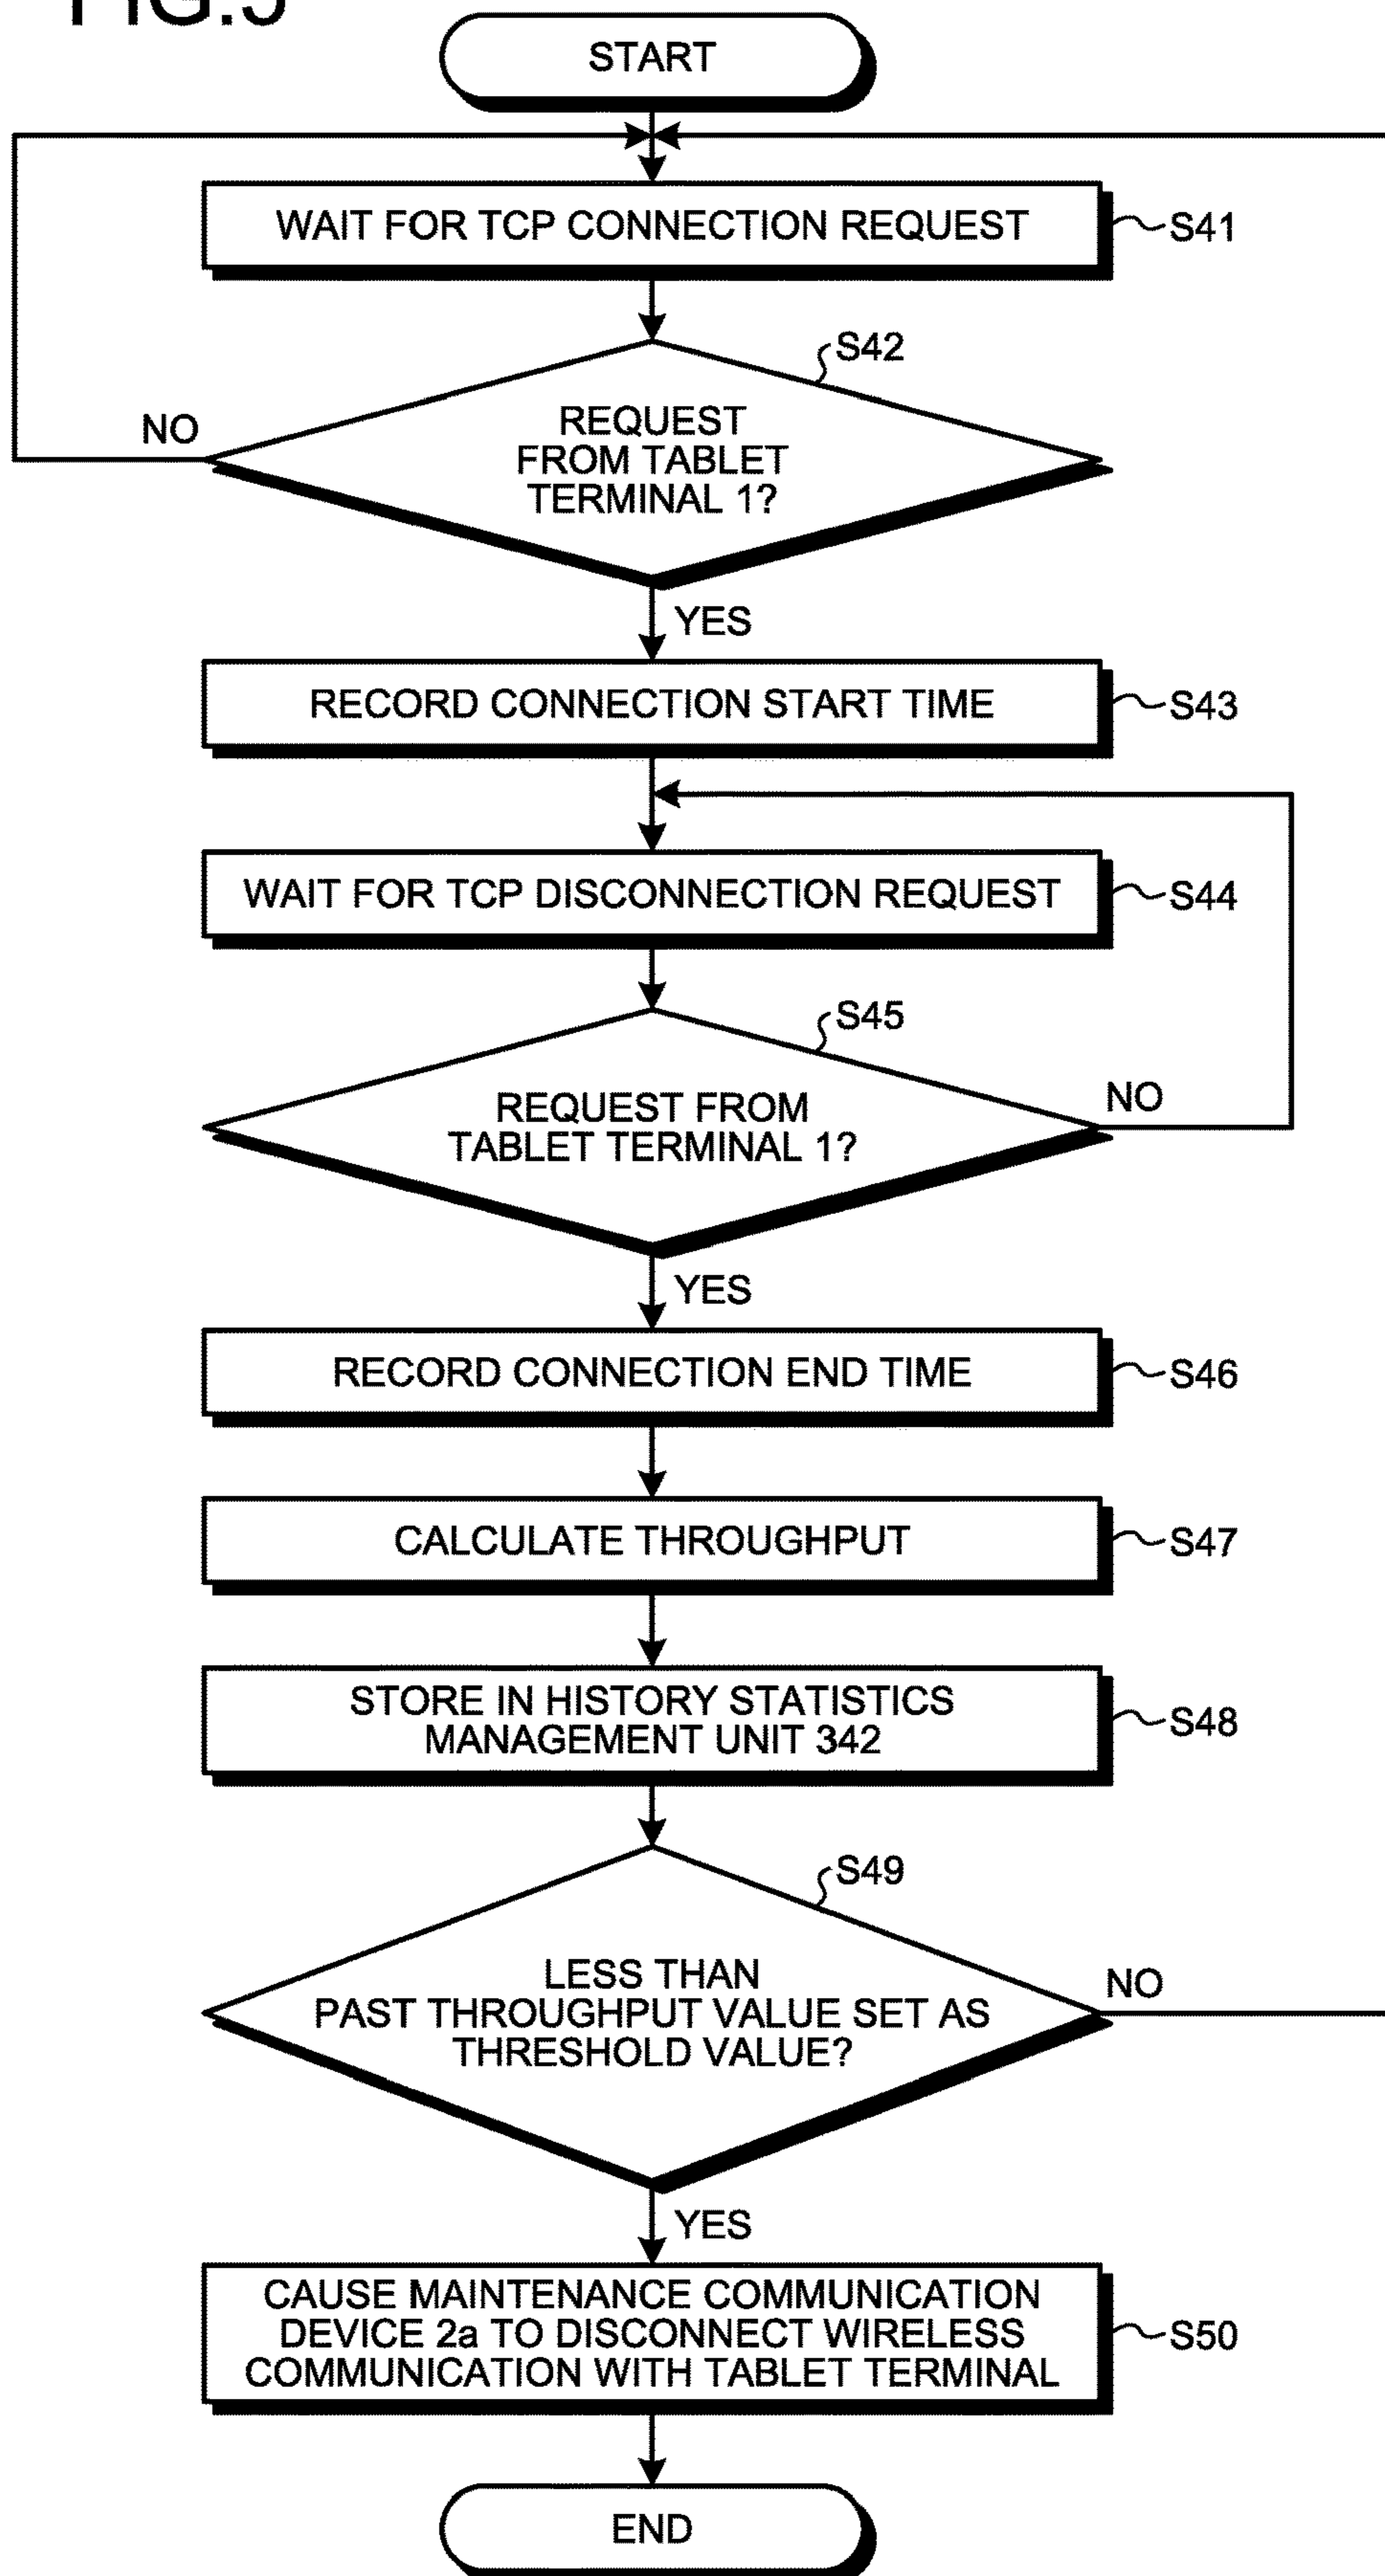 START
WAIT FOR TCP CONNECTION REQUEST
S41
S42
REQUEST
FROM TABLET
TERMINAL 1?
NO
YES
RECORD CONNECTION START TIME
S43
WAIT FOR TCP DISCONNECTION REQUEST
S44
S45
REQUEST FROM
TABLET TERMINAL 1?
NO
YES
RECORD CONNECTION END TIME
S46
CALCULATE THROUGHPUT
S47
STORE IN HISTORY STATISTICS
MANAGEMENT UNIT 342
S48
S49
LESS THAN
PAST THROUGHPUT VALUE SET AS
THRESHOLD VALUE?
NO
YES
CAUSE MAINTENANCE COMMUNICATION
DEVICE 2a TO DISCONNECT WIRELESS
COMMUNICATION WITH TABLET TERMINAL
S50
END